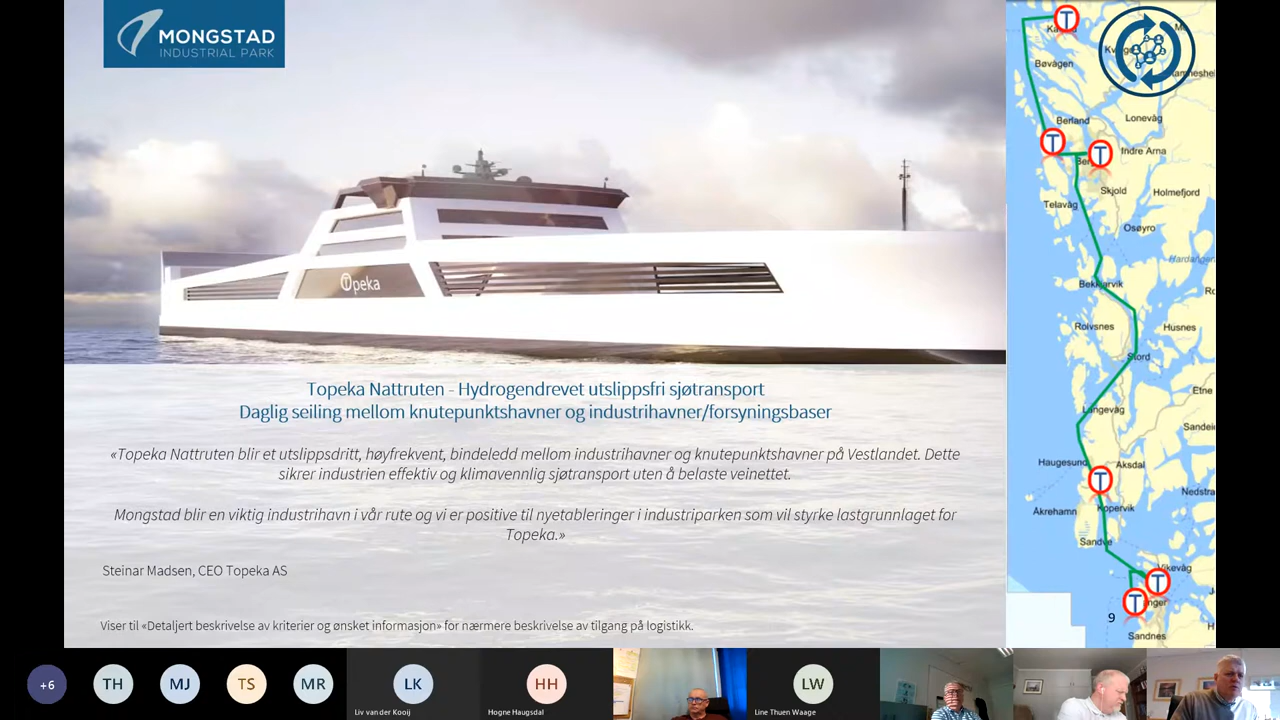 MONGSTAD
INDUSTRIAL PARK
Topeka
Topeka Nattruten - Hydrogendrevet utslippsfri sjøtransport
Daglig seiling mellom knutepunktshavner og industrihavner/forsyningsbaser
«Topeka Nattruten blir et utslippsdritt, høy frekvent, bindeledd mellom industrihavner og knutepunktshavner på Vestlandet. Dette
sikrer industrien effektiv og klimavennlig sjøtransport uten å belaste veinettet.
Mongstad blir en viktig industrihavn i vår rute og vi er positive til nyetableringer i industriparken som vil styrke lastgrunnlaget for
Topeka.»
Steinar Madsen, CEO Topeka AS
Viser til «Detaljert beskrivelse av kriterier og ønsket informasjon» for nærmere beskrivelse av tilgang på logistikk.
T
Bøvågen
Berland
Lonevåg
T
T
Indre Arna
Skjold
Holmefjord
Telavåg
Osøyro
Bekkjarvik
Rolvsnes
Husnes
Stord
Etne
Langevåg
Haugesund
Aksdal
T
Åkrehamn
Kopervik
Sandve
Vikevåg
T
T
9
Sandnes
+6
TH
MJ
TS
MR
LK
Liv van der Kooij
HH
Hogne Haugsdal
LW
Line Thuen Waage